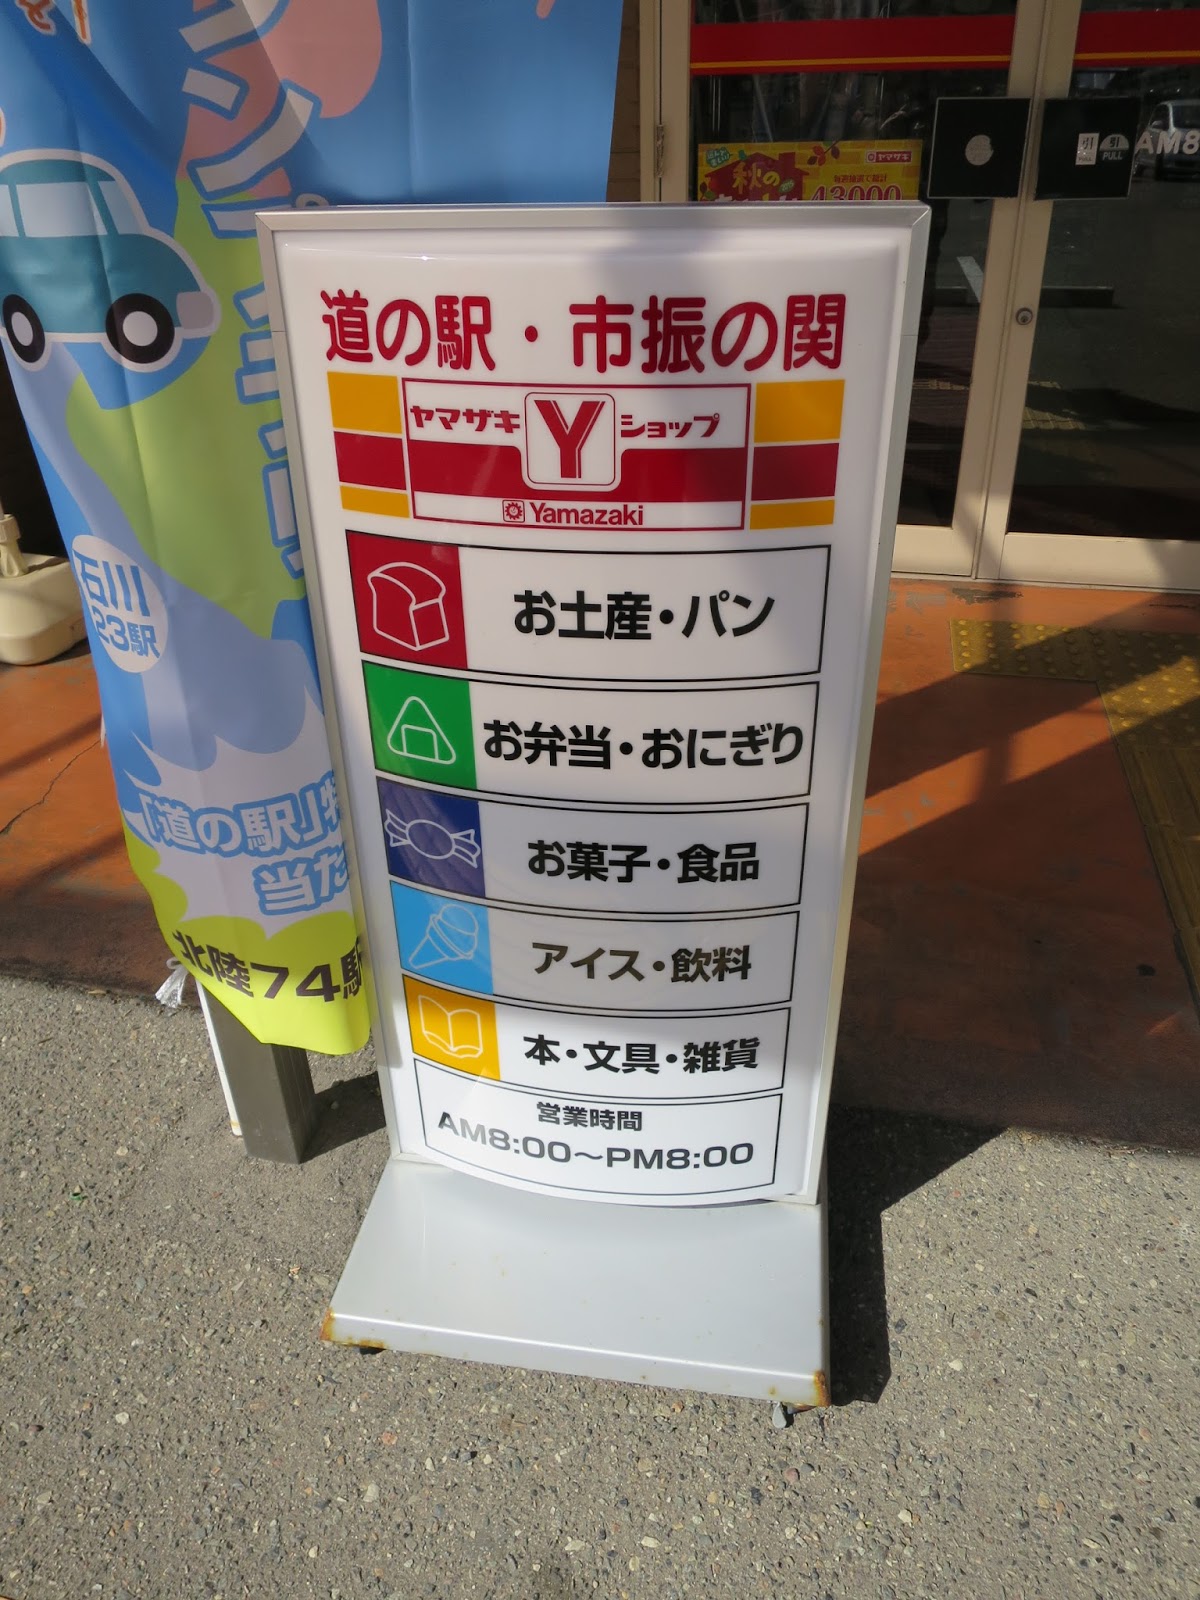 道の駅・市振の関
ヤマザキ Y ショップ
Yamazaki
お土産・パン
お弁当・おにぎり
お菓子・食品
アイス・飲料
本・文具・雑貨
営業時間
AM8:00〜PM8:00
石川
23駅
「道の駅」
当た
北陸74駅
ヤマザキ
秋の
43000
引
PULL
AM8